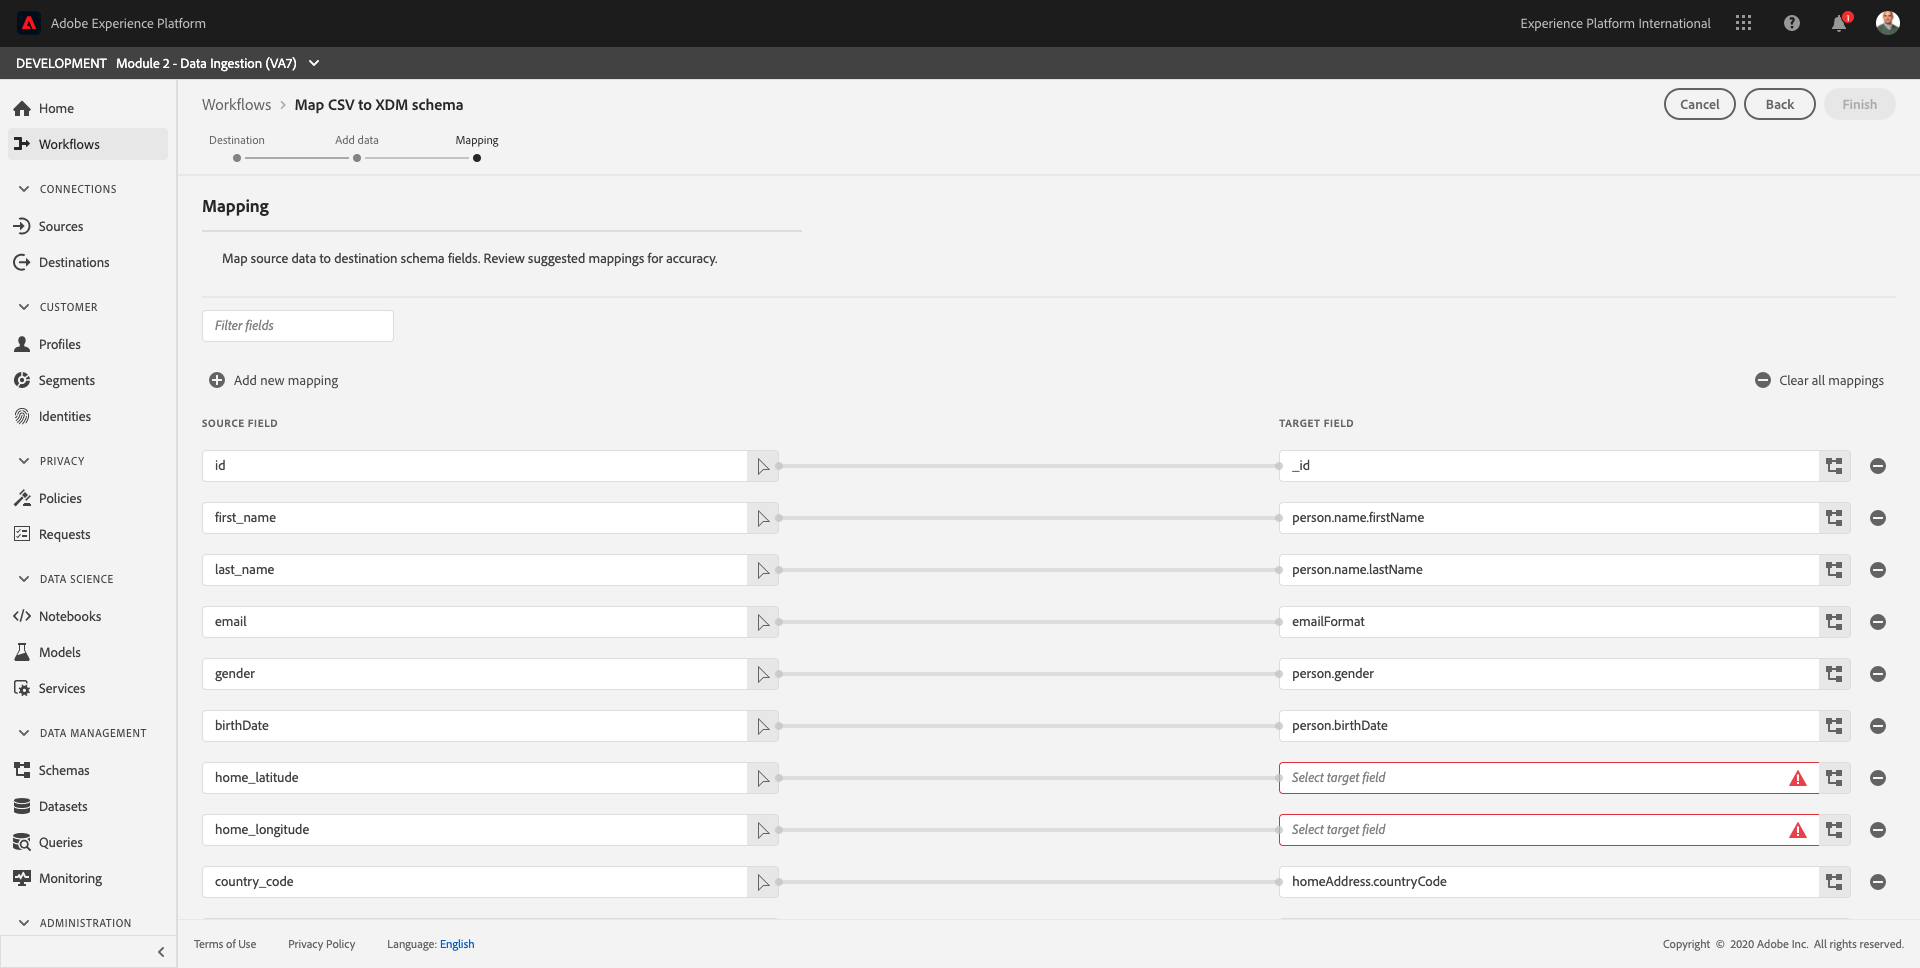 Adobe Experience Platform
Experience Platform International
1
DEVELOPMENT Module 2 - Data Ingestion (VA7)
Home
Workflows
CONNECTIONS
Sources
Destinations
CUSTOMER
Profiles
Segments
Identities
PRIVACY
Policies
Requests
DATA SCIENCE
Notebooks
Models
Services
DATA MANAGEMENT
Schemas
Datasets
Queries
Monitoring
ADMINISTRATION
Workflows > Map CSV to XDM schema
Cancel
Back
Finish
Destination
Add data
Mapping
Mapping
Map source data to destination schema fields. Review suggested mappings for accuracy.
Filter fields
Add new mapping
Clear all mappings
SOURCE FIELD
TARGET FIELD
id
_id
first_name
person.name.firstName
last_name
person.name.lastName
email
emailFormat
gender
person.gender
birthDate
person.birthDate
home_latitude
Select target field
home_longitude
Select target field
country_code
homeAddress.countryCode
Terms of Use
Privacy Policy
Language: English
Copyright © 2020 Adobe Inc. All rights reserved.